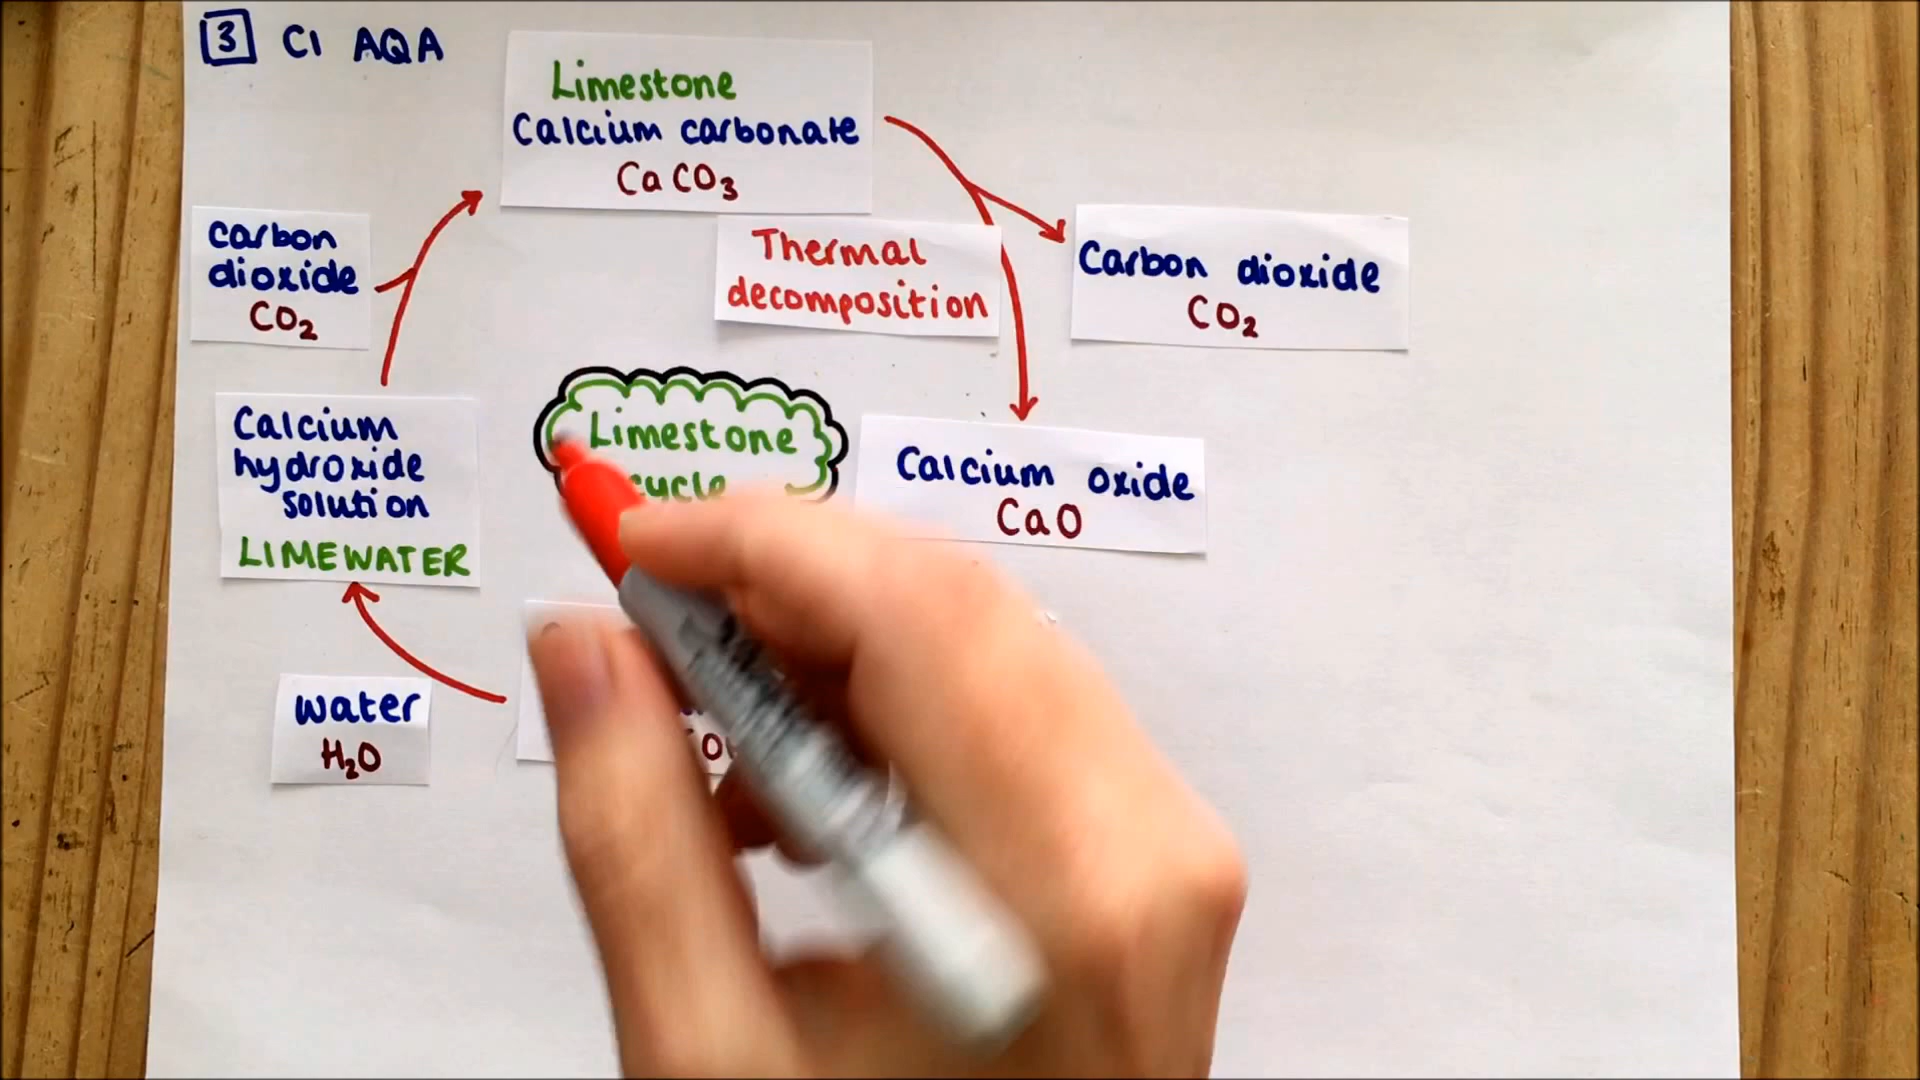 3 C1 AQA
Limestone
Calcium carbonate
CaCO3
carbon
dioxide
CO2
Thermal
decomposition
Carbon dioxide
CO2
Calcium
hydroxide
solution
LIMEWATER
Limestone
cycle
Calcium oxide
CaO
water
H2O